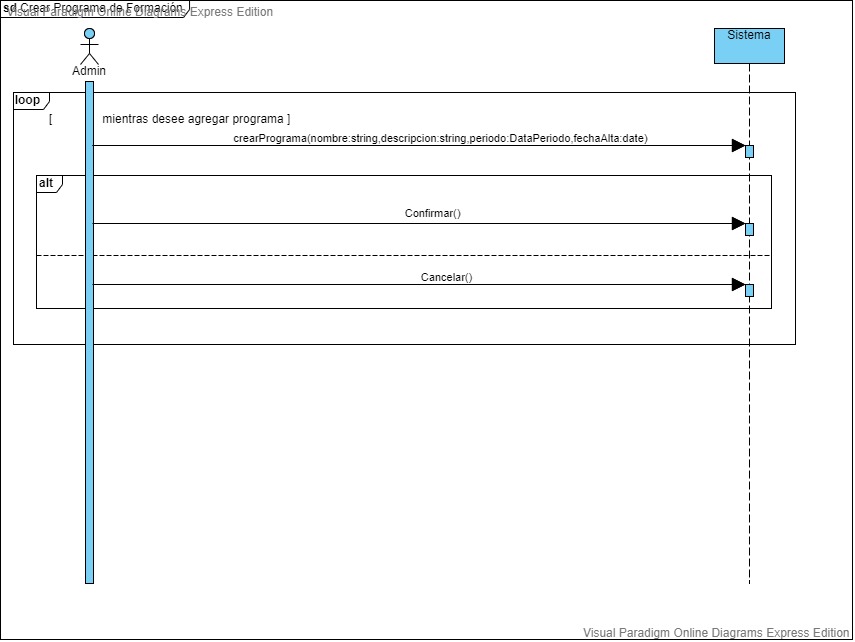 sd Crear Programa de Formación
Visual Paradigm Online Diagrams Express Edition
Admin
Sistema
loop
[ mientras desee agregar programa ]
crearPrograma(nombre:string,descripcion:string,periodo:DataPeriodo,fechaAlta:date)
alt
Confirmar()
Cancelar()
Visual Paradigm Online Diagrams Express Edition